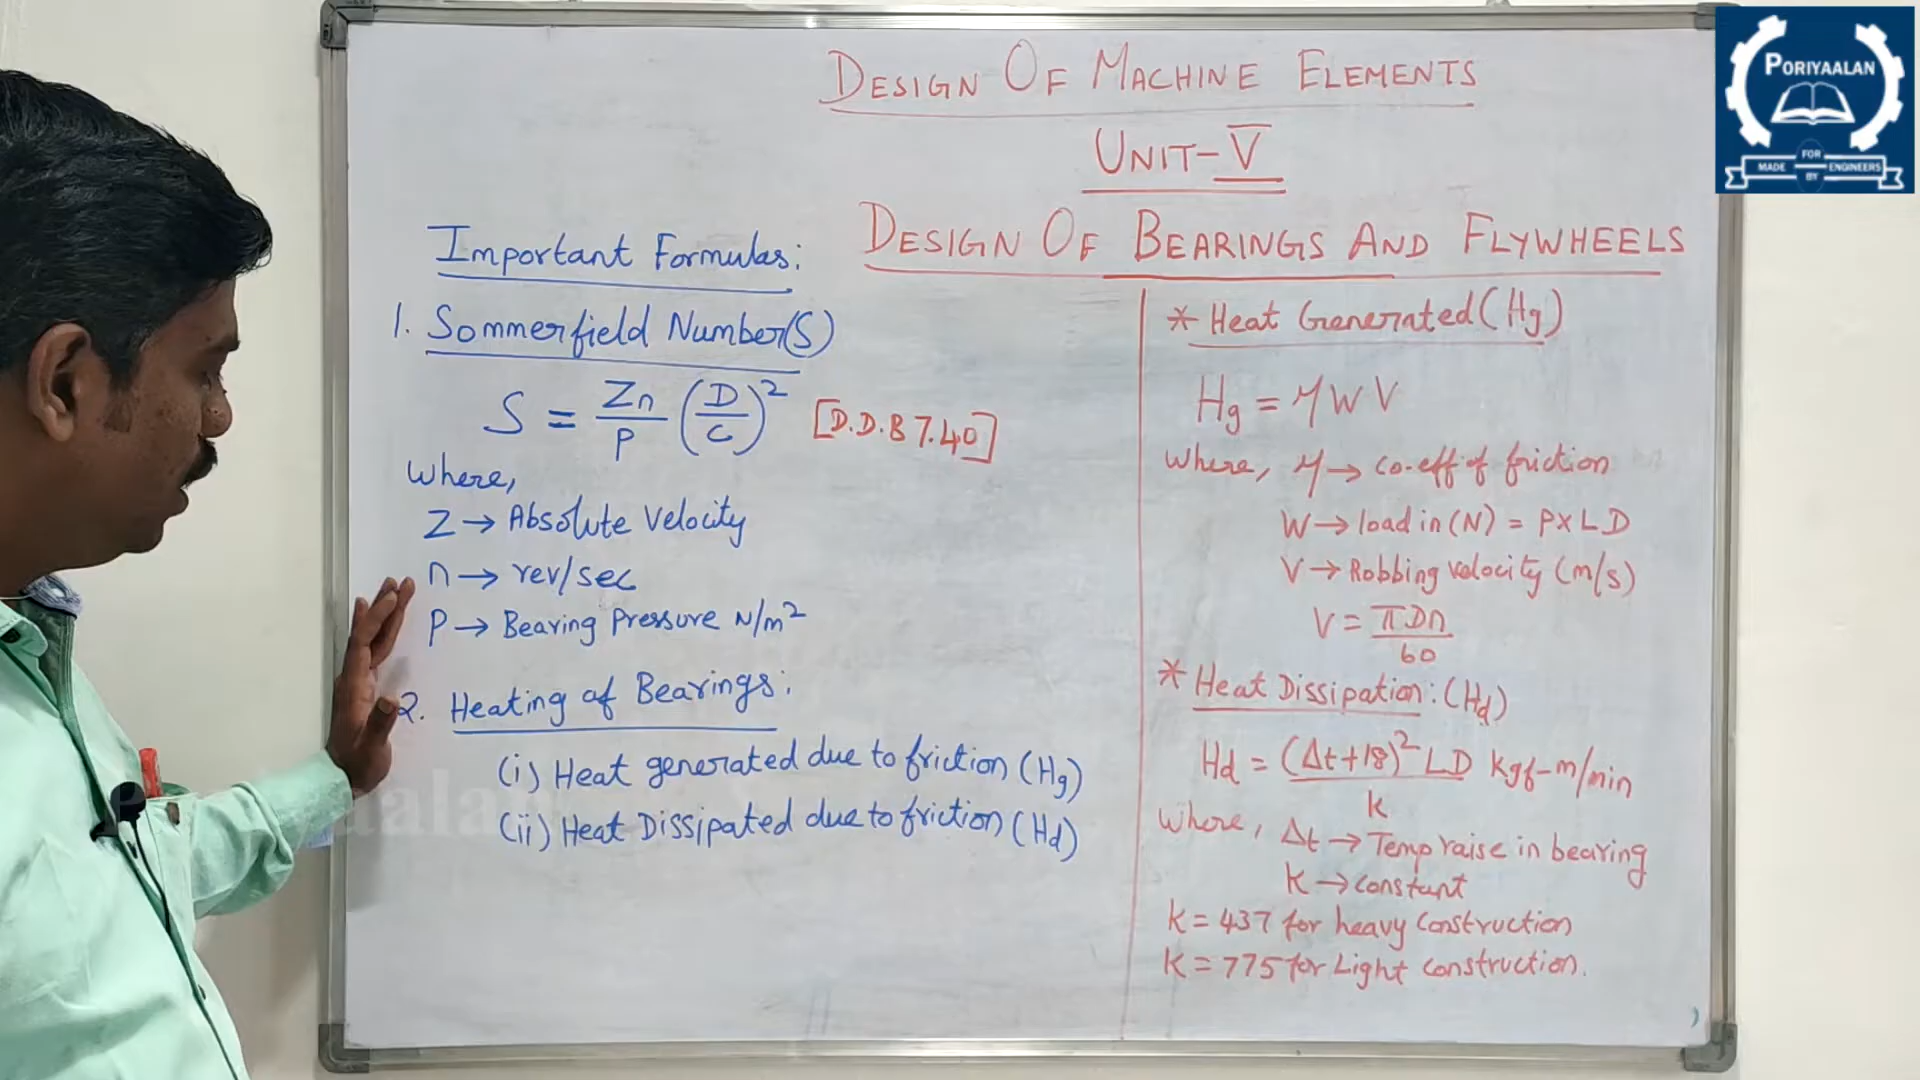 DESIGN OF MACHINE ELEMENTS
UNIT-V
DESIGN OF BEARINGS AND FLYWHEELS
Important Formulas:
1. Sommerfield Number(S)
S = Zn/P (D/C)² [D.D.B 7.40]
Where,
Z → Absolute Velocity
n → rev/sec
P → Bearing Pressure N/m²
2. Heating of Bearings:
(i) Heat generated due to friction (Hg)
(ii) Heat Dissipated due to friction (Hd)
* Heat Generated (Hg)
Hg = μ W V
Where, μ → co-eff of friction
W → load in (N) = P x L D
V → Robbing velocity (m/s)
V = πDn/60
* Heat Dissipation: (Hd)
Hd = (Δt+18)² LD/K Kgf-m/min
Where, Δt → Temp raise in bearing
K → constant
K = 437 for heavy construction
K = 775 for Light construction.
PORIYAALAN
MADE FOR ENGINEERS
BY